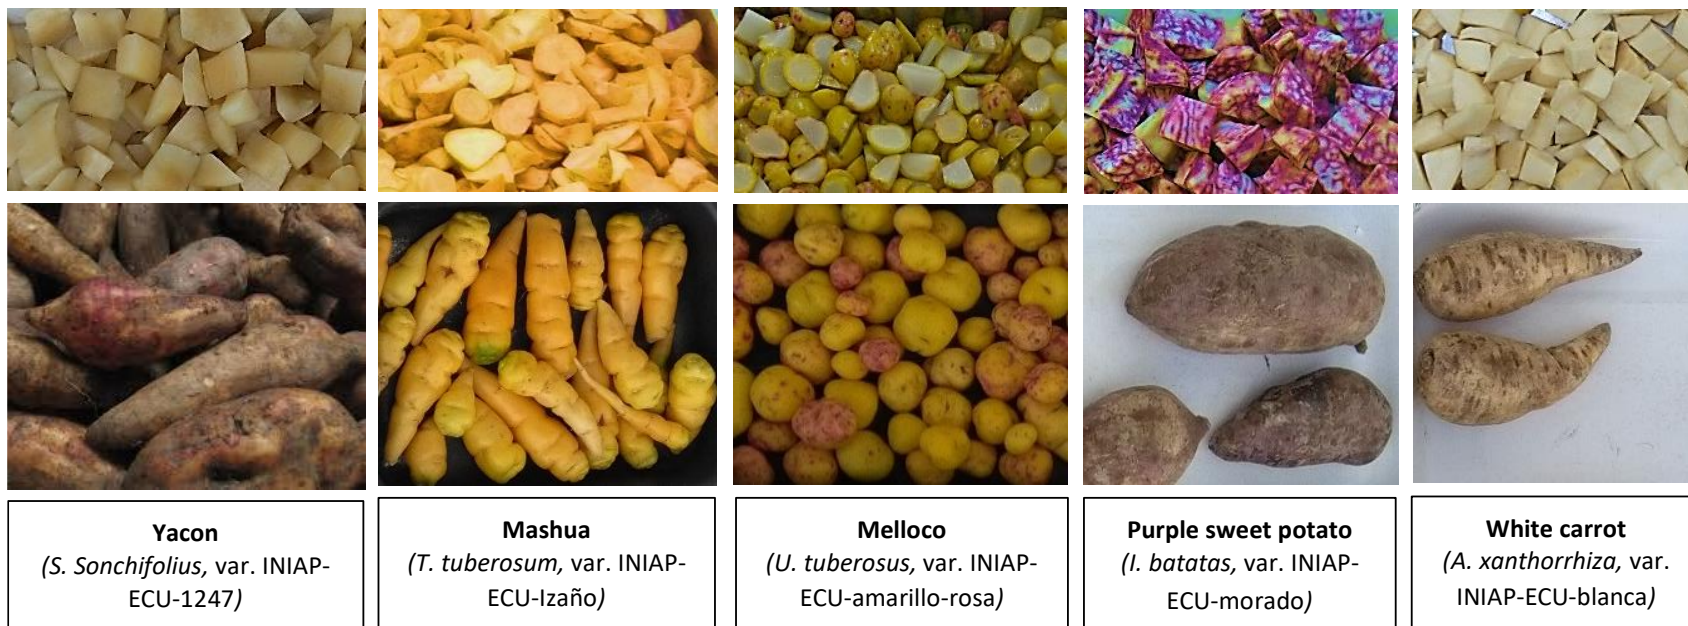 Yacon
(S. Sonchifolius, var. INIAP-
ECU-1247)
Mashua
(T. tuberosum, var. INIAP-
ECU-Izaño)
Melloco
(U. tuberosus, var. INIAP-
ECU-amarillo-rosa)
Purple sweet potato
(I. batatas, var. INIAP-
ECU-morado)
White carrot
(A. xanthorrhiza, var.
INIAP-ECU-blanca)